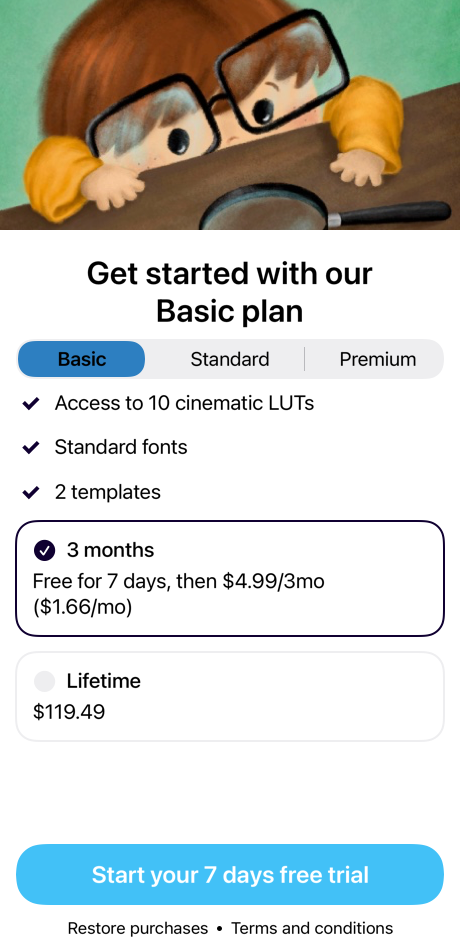 Get started with our
Basic plan
Basic
Standard
Premium
Access to 10 cinematic LUTs
Standard fonts
2 templates
3 months
Free for 7 days, then $4.99/3mo
($1.66/mo)
Lifetime
$119.49
Start your 7 days free trial
Restore purchases • Terms and conditions